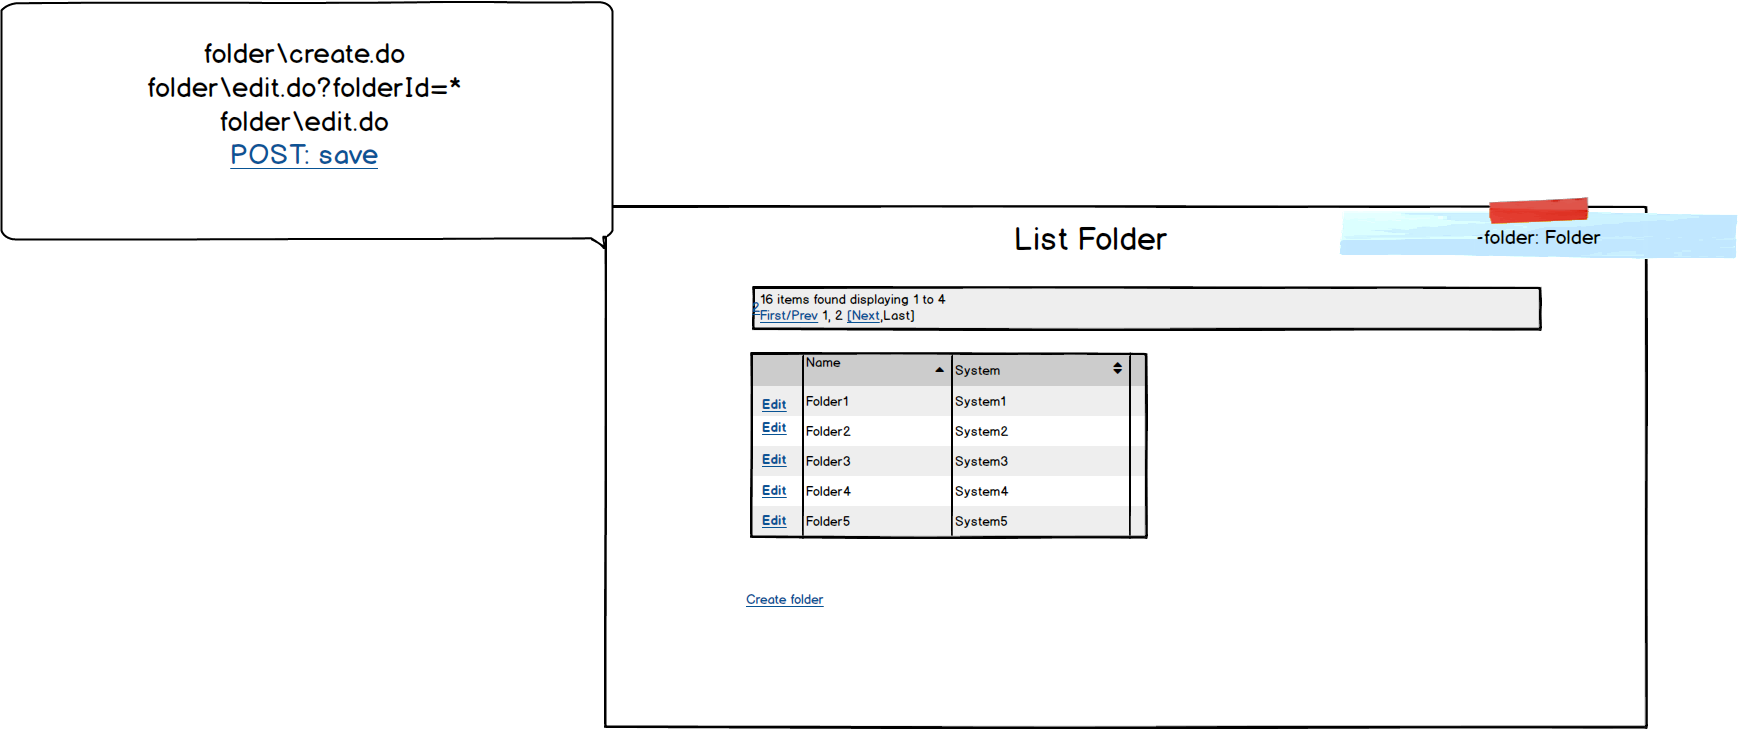 folder\create.do
folder\edit.do?folderId=*
folder\edit.do
POST: save
List Folder
-folder: Folder
16 items found displaying 1 to 4
First/Prev 1, 2 [Next,Last]
Name System
Edit Folder1 System1
Edit Folder2 System2
Edit Folder3 System3
Edit Folder4 System4
Edit Folder5 System5
Create folder